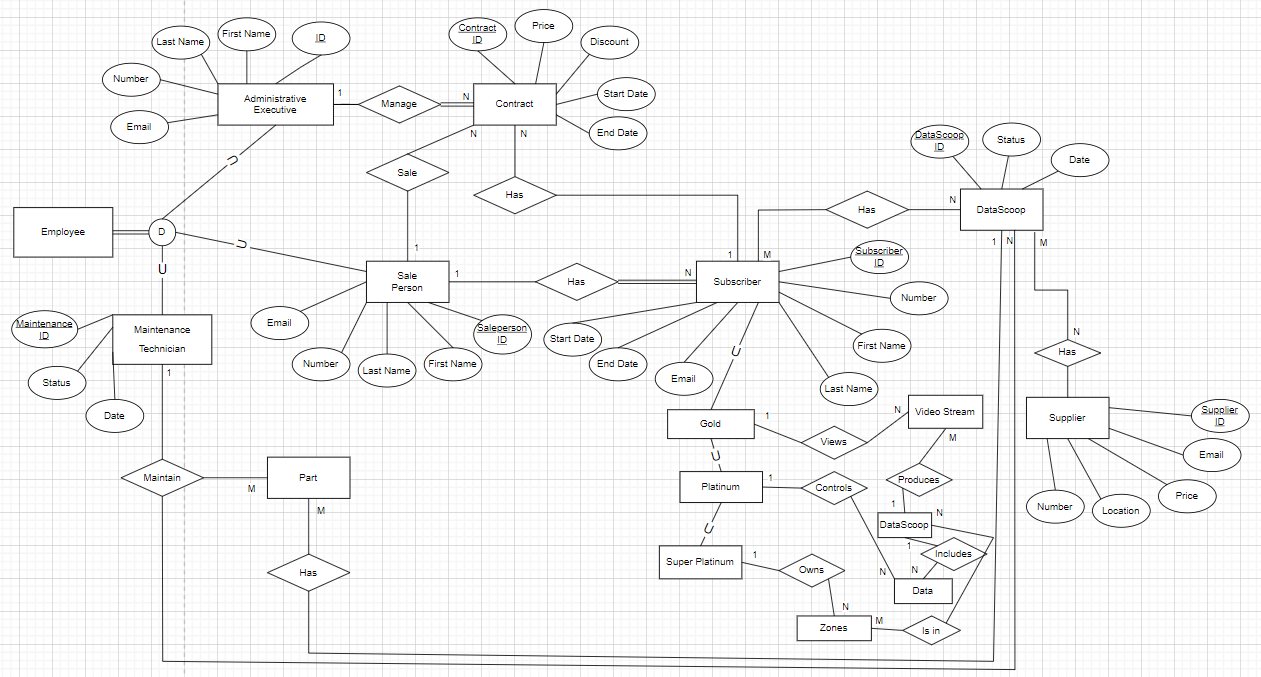 Last Name
First Name
ID
Contract
ID
Price
Discount
Number
Administrative
Executive
1
Manage
N
Contract
Start Date
Email
End Date
N
N
DataScoop
ID
Status
Date
U
Sale
Has
Has
N
DataScoop
Employee
D
U
1
1
M
1
N
M
Subscriber
ID
U
Sale
Person
1
Has
N
Subscriber
Number
Maintenance
ID
Maintenance
Technician
Email
Saleperson
ID
Start Date
First Name
N
Has
U
Number
Last Name
First Name
End Date
Email
Last Name
1
Status
Date
Gold
1
Views
N
Video Stream
M
Supplier
Supplier
ID
Email
U
Maintain
M
Part
Platinum
1
Controls
Produces
Price
Number
Location
M
1
N
DataScoop
U
1
Includes
Super Platinum
1
Owns
N
N
Data
Has
N
Zones
M
Is in